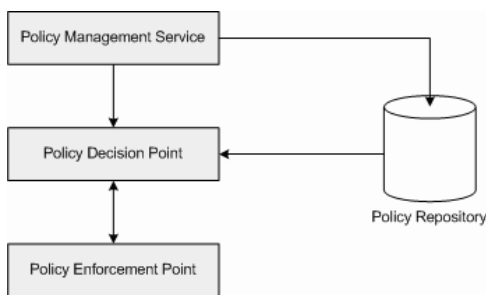 Policy Management Service
Policy Decision Point
Policy Repository
Policy Enforcement Point